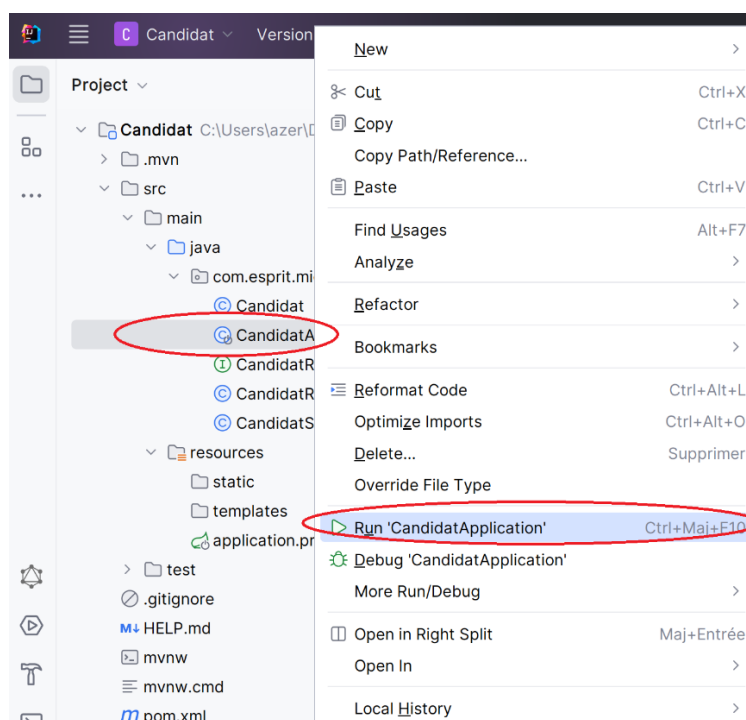 C Candidat Version
Project
Candidat C:\Users\azer\D
.mvn
src
main
java
com.esprit.mi
Candidat
CandidatA
CandidatR
CandidatR
CandidatS
resources
static
templates
application.pr
test
.gitignore
M↓ HELP.md
mvnw
mvnw.cmd
m pom.xml
New
Cut Ctrl+X
Copy Ctrl+C
Copy Path/Reference...
Paste Ctrl+V
Find Usages Alt+F7
Analyze
Refactor
Bookmarks
Reformat Code Ctrl+Alt+L
Optimize Imports Ctrl+Alt+O
Delete... Supprimer
Override File Type
Run 'CandidatApplication' Ctrl+Maj+F10
Debug 'CandidatApplication'
More Run/Debug
Open in Right Split Maj+Entrée
Open In
Local History